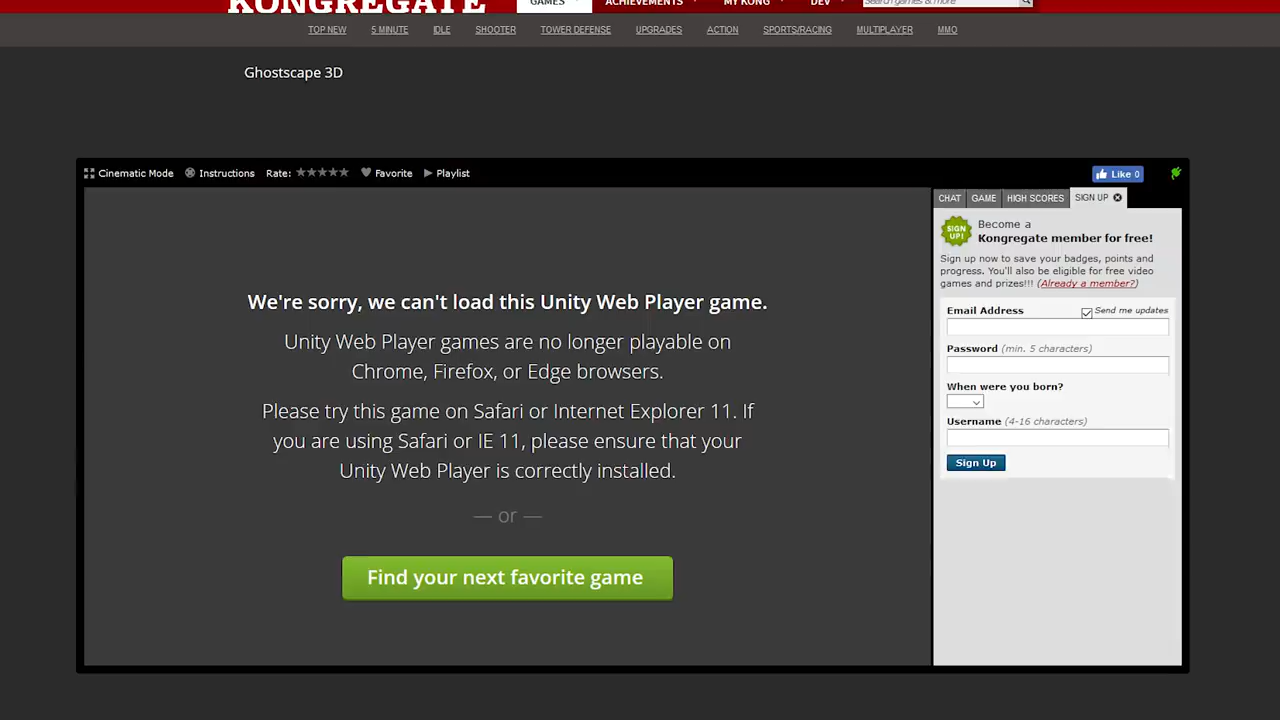 KONGREGATE
GAMES ACHIEVEMENTS MY KONG DEV Search games & more
TOP NEW 5 MINUTE IDLE SHOOTER TOWER DEFENSE UPGRADES ACTION SPORTS/RACING MULTIPLAYER MMO
Ghostscape 3D
Cinematic Mode Instructions Rate: Favorite Playlist Like 0
CHAT GAME HIGH SCORES SIGN UP
We're sorry, we can't load this Unity Web Player game.
Unity Web Player games are no longer playable on
Chrome, Firefox, or Edge browsers.
Please try this game on Safari or Internet Explorer 11. If
you are using Safari or IE 11, please ensure that your
Unity Web Player is correctly installed.
— or —
Find your next favorite game
SIGN
UP!
Become a
Kongregate member for free!
Sign up now to save your badges, points and
progress. You'll also be eligible for free video
games and prizes!!! (Already a member?)
Email Address Send me updates
Password (min. 5 characters)
When were you born?
Username (4-16 characters)
Sign Up